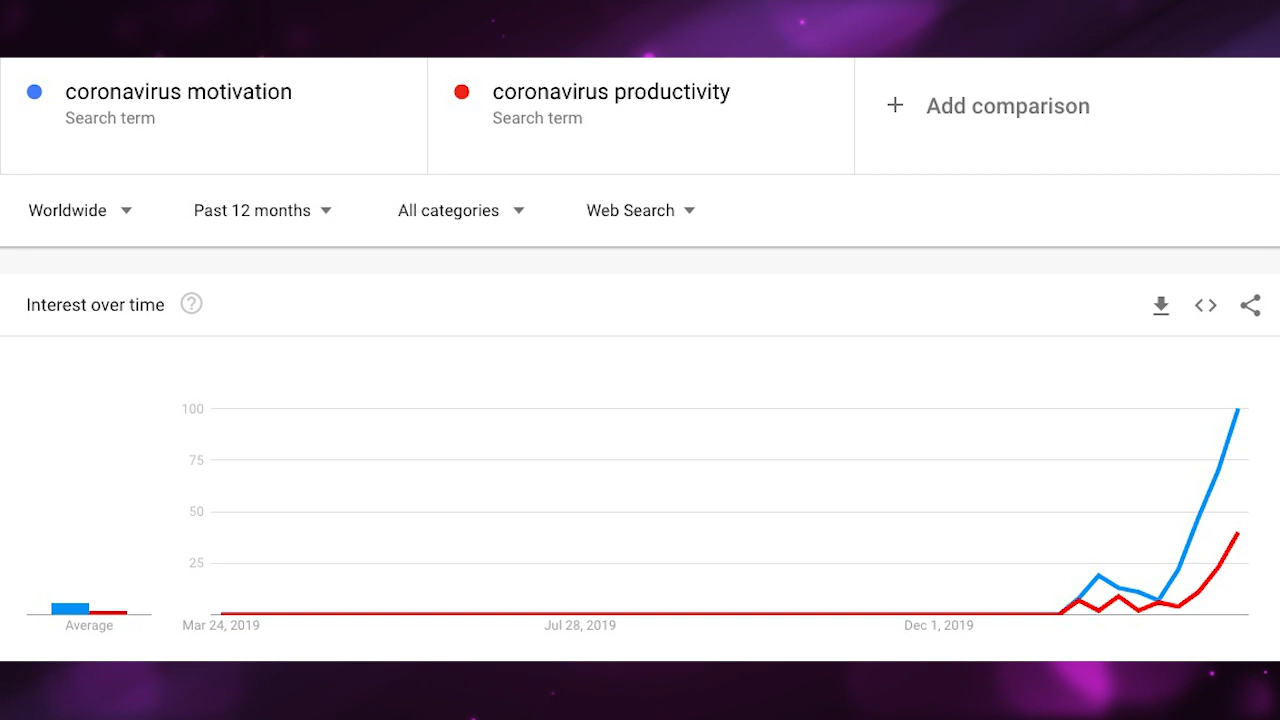 coronavirus motivation
Search term
coronavirus productivity
Search term
+ Add comparison
Worldwide
Past 12 months
All categories
Web Search
Interest over time ?
100
75
50
25
Average
Mar 24, 2019
Jul 28, 2019
Dec 1, 2019